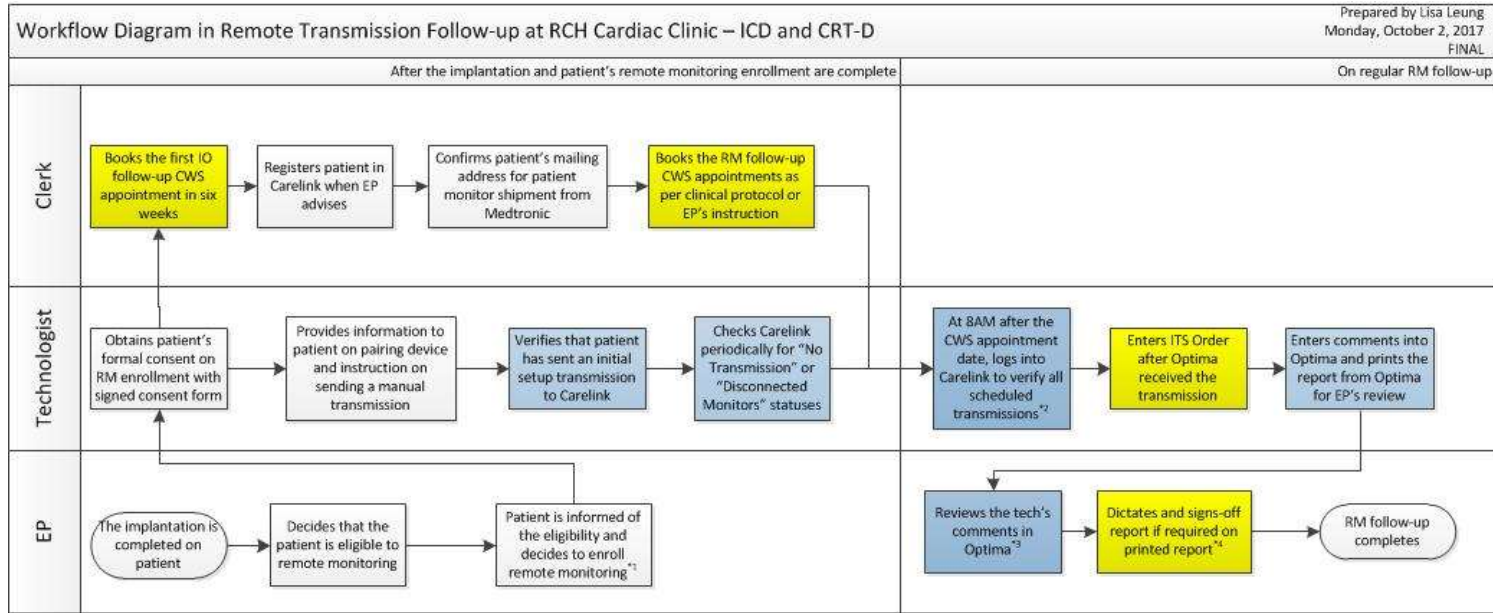 Workflow Diagram in Remote Transmission Follow-up at RCH Cardiac Clinic – ICD and CRT-D
Prepared by Lisa Leung
Monday, October 2, 2017
FINAL
After the implantation and patient's remote monitoring enrollment are complete
On regular RM follow-up
Clerk
Books the first IO
follow-up CWS
appointment in six
weeks
Registers patient in
Carelink when EP
advises
Confirms patient's mailing
address for patient
monitor shipment from
Medtronic
Books the RM follow-up
CWS appointments as
per clinical protocol or
EP's instruction
Technologist
Obtains patient's
formal consent on
RM enrollment with
signed consent form
Provides information to
patient on pairing device
and instruction on
sending a manual
transmission
Verifies that patient
has sent an initial
setup transmission
to Carelink
Checks Carelink
periodically for "No
Transmission" or
"Disconnected
Monitors" statuses
At 8AM after the
CWS appointment
date, logs into
Carelink to verify all
scheduled
transmissions*2
Enters ITS Order
after Optima
received the
transmission
Enters comments into
Optima and prints the
report from Optima
for EP's review
EP
The implantation is
completed on
patient
Decides that the
patient is eligible to
remote monitoring
Patient is informed of
the eligibility and
decides to enroll
remote monitoring*1
Reviews the tech's
comments in
Optima*3
Dictates and signs-off
report if required on
printed report*4
RM follow-up
completes